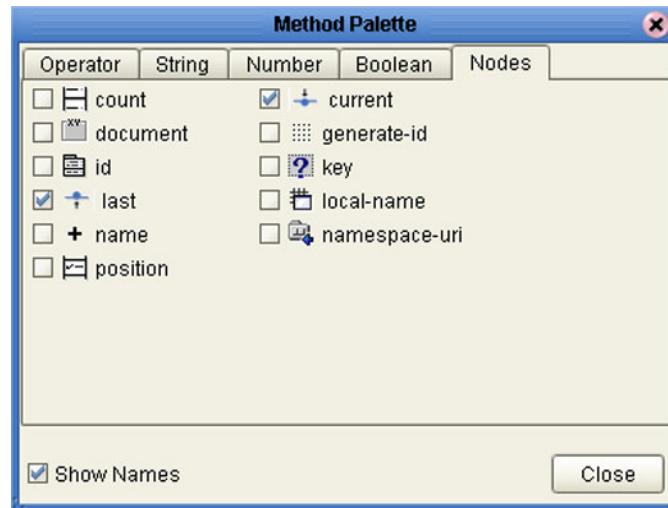 Method Palette
Operator String Number Boolean Nodes
count current
document generate-id
id key
last local-name
name namespace-uri
position
Show Names Close